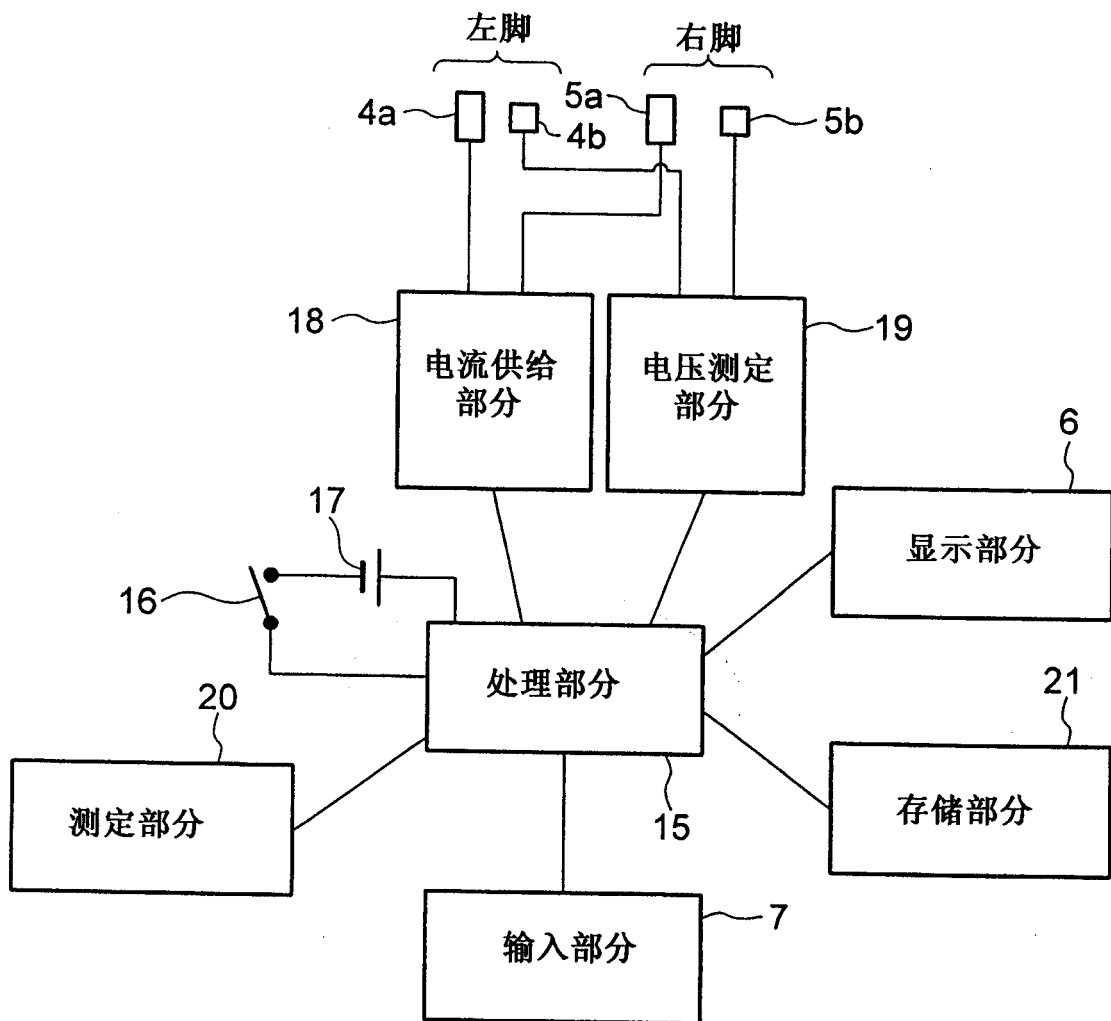 左脚
右脚
4a
4b
5a
5b
18
电流供给
部分
电压测定
部分
19
6
显示部分
17
16
处理部分
20
测定部分
15
21
存储部分
7
输入部分